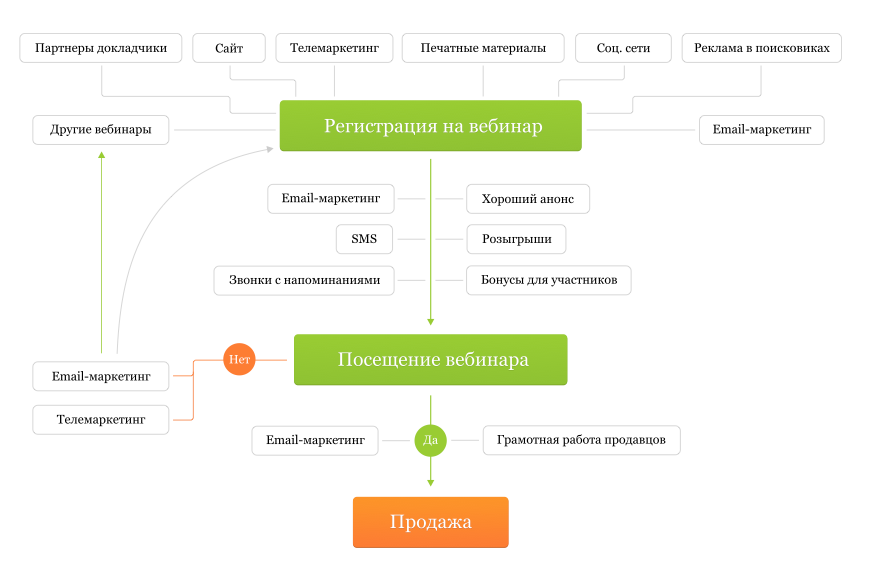 Партнеры докладчики
Сайт
Телемаркетинг
Печатные материалы
Соц. сети
Реклама в поисковиках
Другие вебинары
Регистрация на вебинар
Email-маркетинг
Email-маркетинг
Хороший анонс
SMS
Розыгрыши
Звонки с напоминаниями
Бонусы для участников
Нет
Посещение вебинара
Email-маркетинг
Телемаркетинг
Email-маркетинг
Да
Грамотная работа продавцов
Продажа